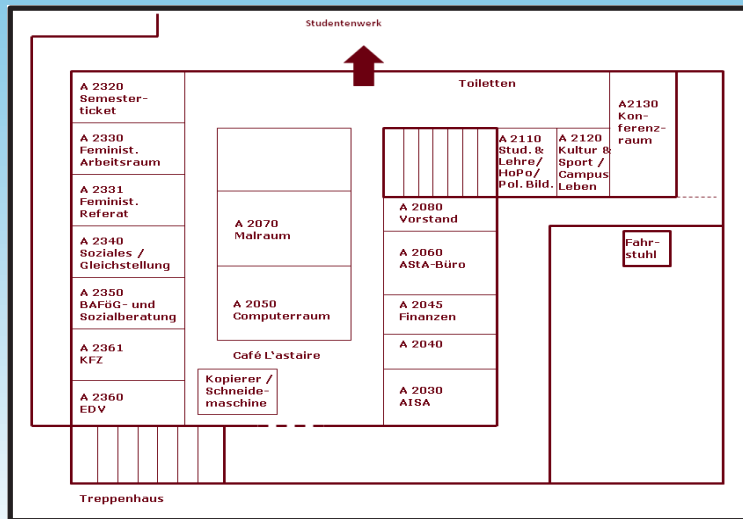 Studentenwerk
Toiletten
A 2320
Semester-
ticket
A 2330
Feminist.
Arbeitsraum
A 2331
Feminist.
Referat
A 2340
Soziales /
Gleichstellung
A 2350
BAFöG- und
Sozialberatung
A 2361
KFZ
A 2360
EDV
A 2070
Malraum
A 2050
Computerraum
Café L'astaire
Kopierer /
Schneide-
maschine
A 2110
Stud. &
Lehre/
HoPo/
Pol. Bild.
A 2120
Kultur &
Sport /
Campus
Leben
A2130
Kon-
ferenz-
raum
A 2080
Vorstand
A 2060
AStA-Büro
A 2045
Finanzen
A 2040
A 2030
AISA
Fahr-
stuhl
Treppenhaus